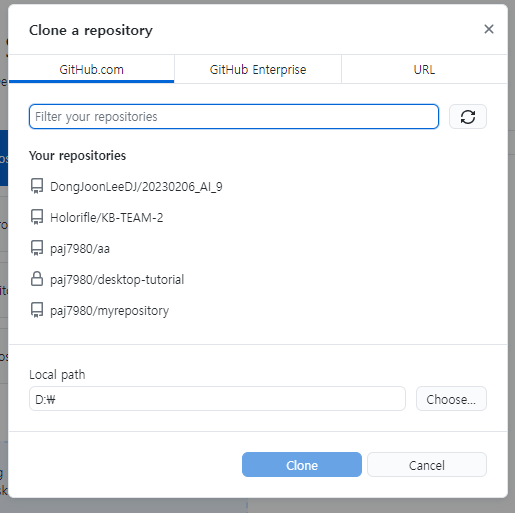 Clone a repository
GitHub.com
GitHub Enterprise
URL
Filter your repositories
Your repositories
DongJoonLeeDJ/20230206_AI_9
Holorifle/KB-TEAM-2
paj7980/aa
paj7980/desktop-tutorial
paj7980/myrepository
Local path
D:₩
Choose...
Clone
Cancel